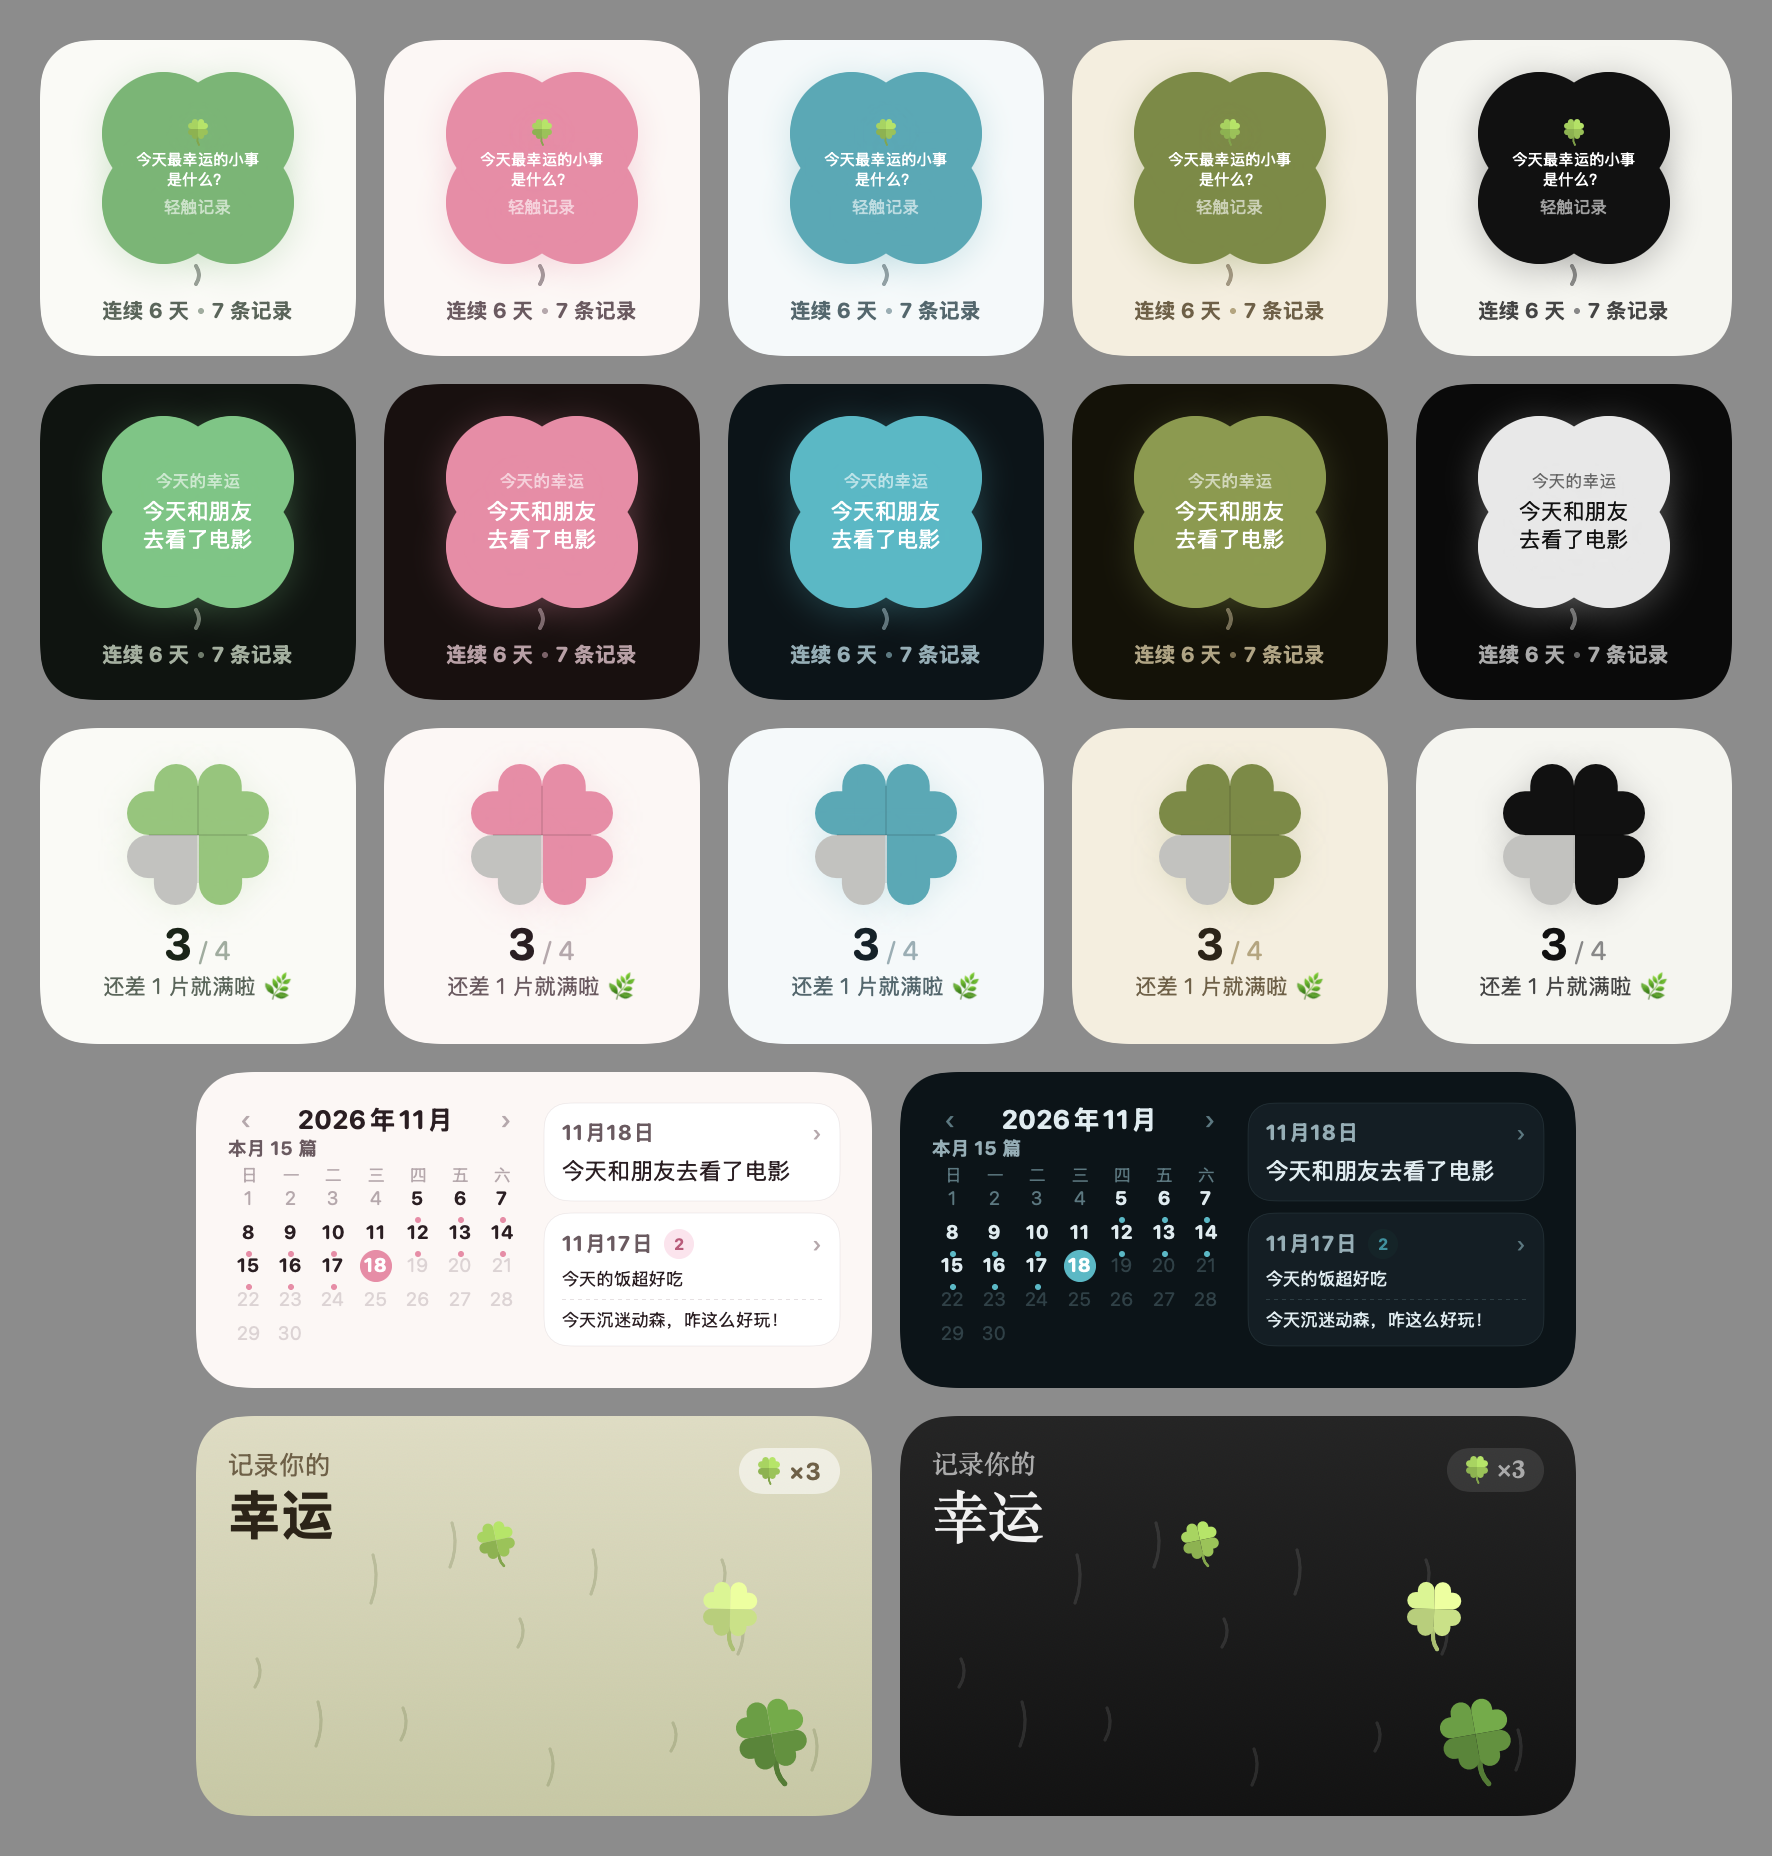 今天最幸运的小事
是什么?
轻触记录
连续 6 天 • 7 条记录
今天最幸运的小事
是什么?
轻触记录
连续 6 天 • 7 条记录
今天最幸运的小事
是什么?
轻触记录
连续 6 天 • 7 条记录
今天最幸运的小事
是什么?
轻触记录
连续 6 天 • 7 条记录
今天最幸运的小事
是什么?
轻触记录
连续 6 天 • 7 条记录
今天的幸运
今天和朋友
去看了电影
连续 6 天 • 7 条记录
今天的幸运
今天和朋友
去看了电影
连续 6 天 • 7 条记录
今天的幸运
今天和朋友
去看了电影
连续 6 天 • 7 条记录
今天的幸运
今天和朋友
去看了电影
连续 6 天 • 7 条记录
今天的幸运
今天和朋友
去看了电影
连续 6 天 • 7 条记录
3 / 4
还差 1 片就满啦 🌿
3 / 4
还差 1 片就满啦 🌿
3 / 4
还差 1 片就满啦 🌿
3 / 4
还差 1 片就满啦 🌿
3 / 4
还差 1 片就满啦 🌿
‹ 2026年11月 ›
本月 15 篇
日 一 二 三 四 五 六
1 2 3 4 5 6 7
8 9 10 11 12 13 14
15 16 17 18 19 20 21
22 23 24 25 26 27 28
29 30
11月18日 ›
今天和朋友去看了电影
11月17日 2 ›
今天的饭超好吃
今天沉迷动森，咋这么好玩！
‹ 2026年11月 ›
本月 15 篇
日 一 二 三 四 五 六
1 2 3 4 5 6 7
8 9 10 11 12 13 14
15 16 17 18 19 20 21
22 23 24 25 26 27 28
29 30
11月18日 ›
今天和朋友去看了电影
11月17日 2 ›
今天的饭超好吃
今天沉迷动森，咋这么好玩！
记录你的
幸运
×3
记录你的
幸运
×3